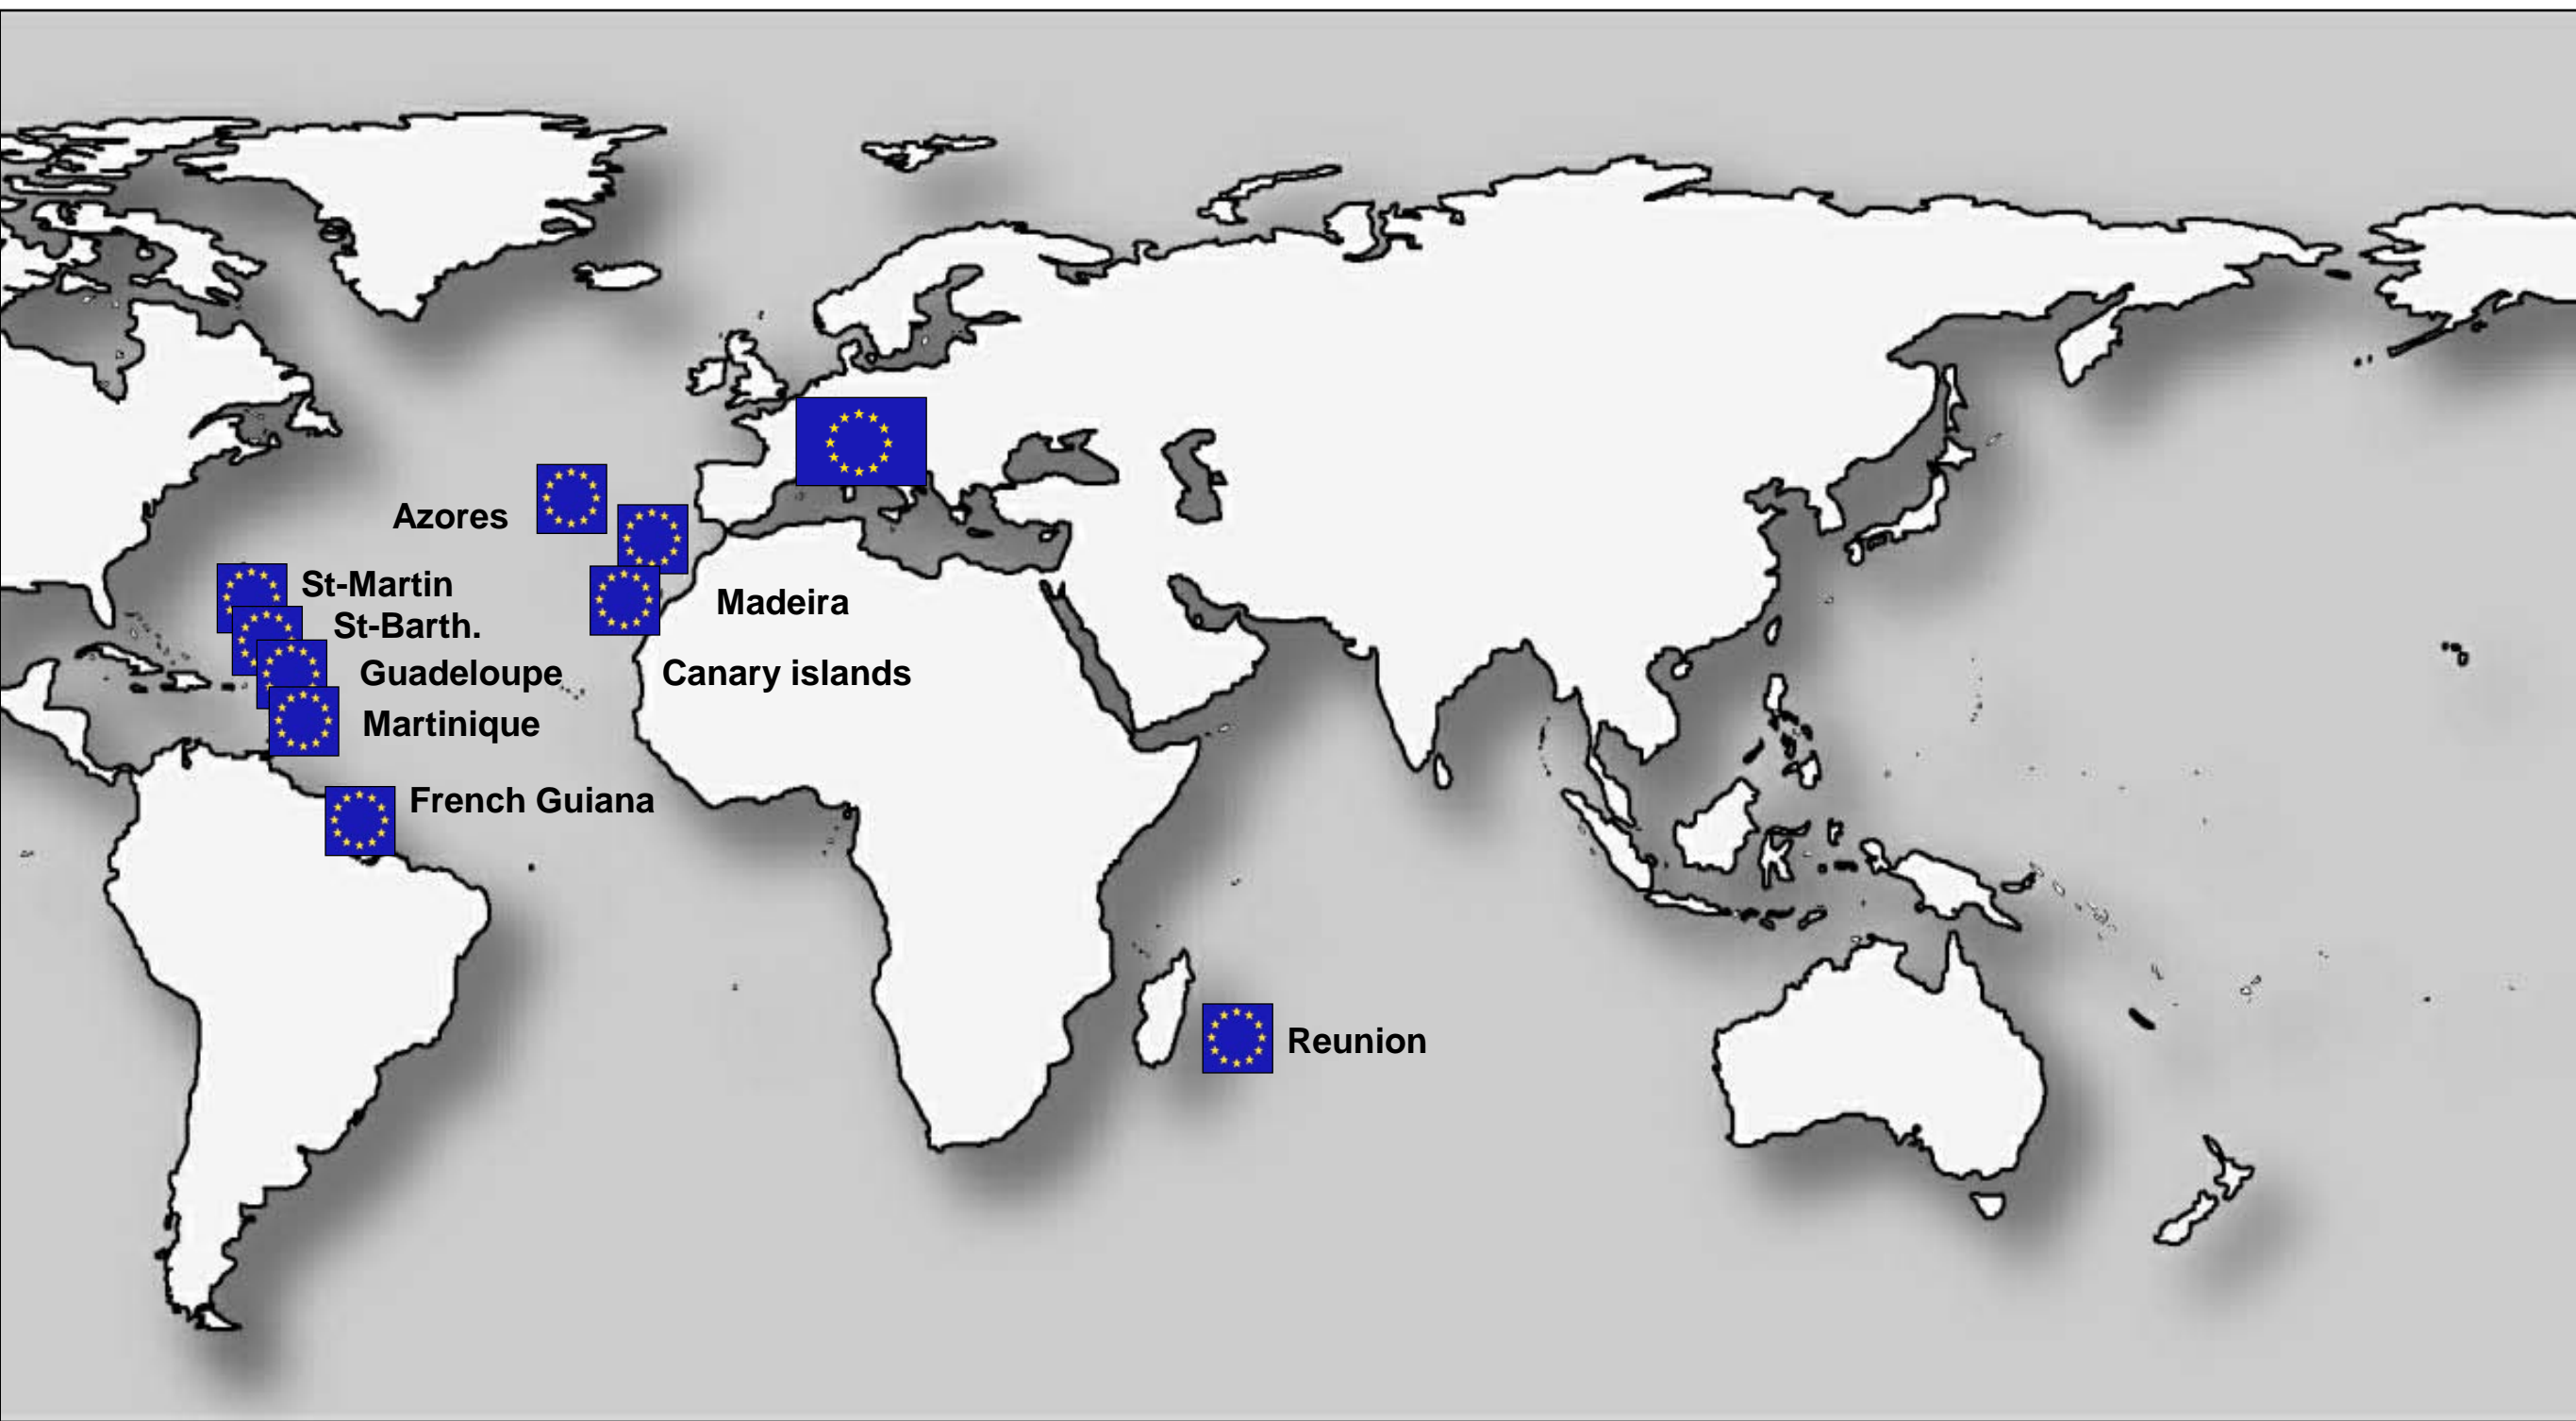 Azores
St-Martin
Madeira
St-Barth.
Guadeloupe
Canary islands
Martinique
French Guiana
Reunion